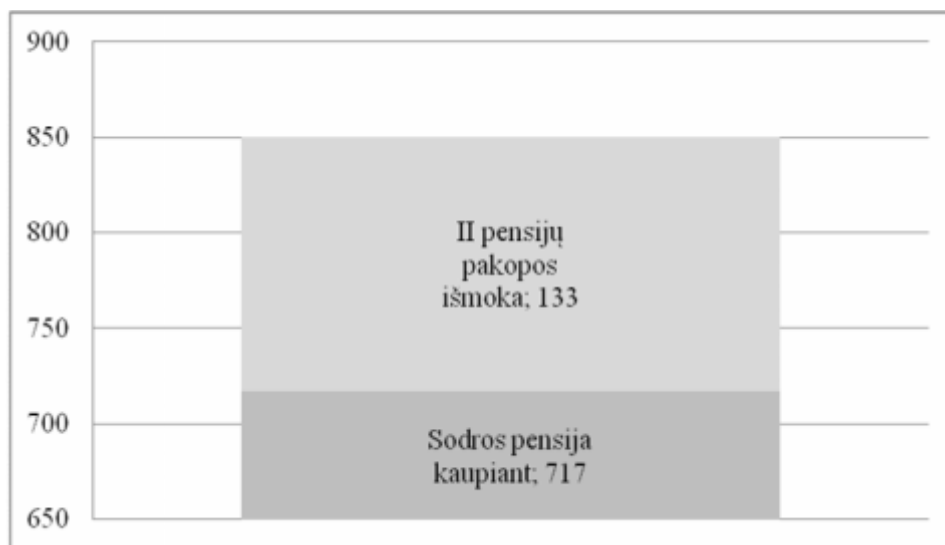 900
850
800
750
700
650
II pensijų
pakopos
išmoka; 133
Sodros pensija
kaupiant; 717